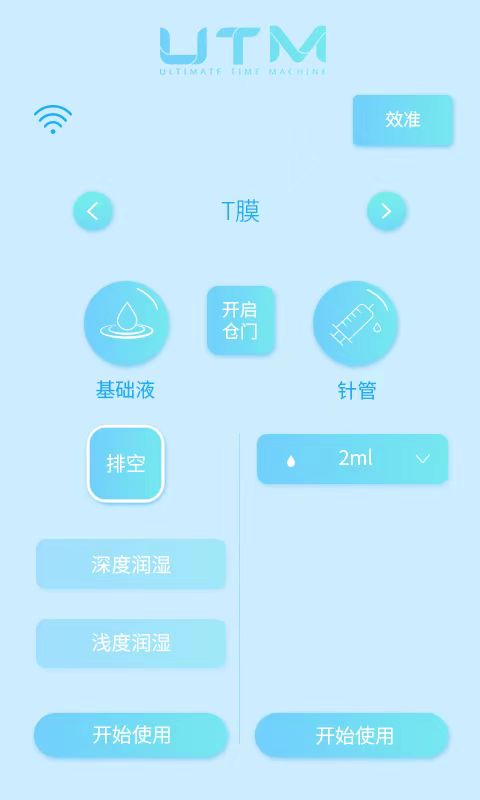 UTM
ULTIMATE TIME MACHINE
效准
T膜
开启
仓门
基础液
针管
排空
2ml
深度润湿
浅度润湿
开始使用
开始使用